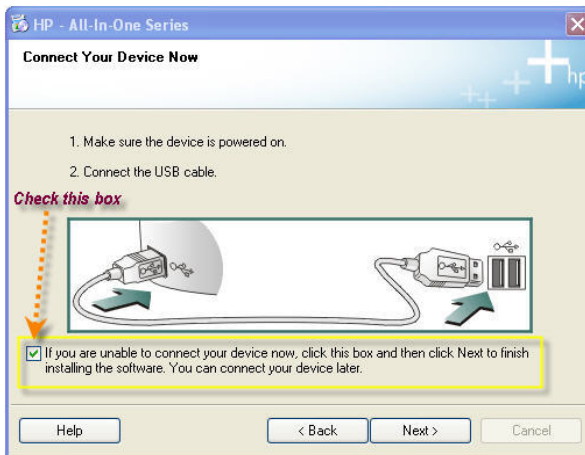 HP - All-In-One Series
Connect Your Device Now
hp
1. Make sure the device is powered on.
2. Connect the USB cable.
Check this box
If you are unable to connect your device now, click this box and then click Next to finish
installing the software. You can connect your device later.
Help
< Back
Next >
Cancel